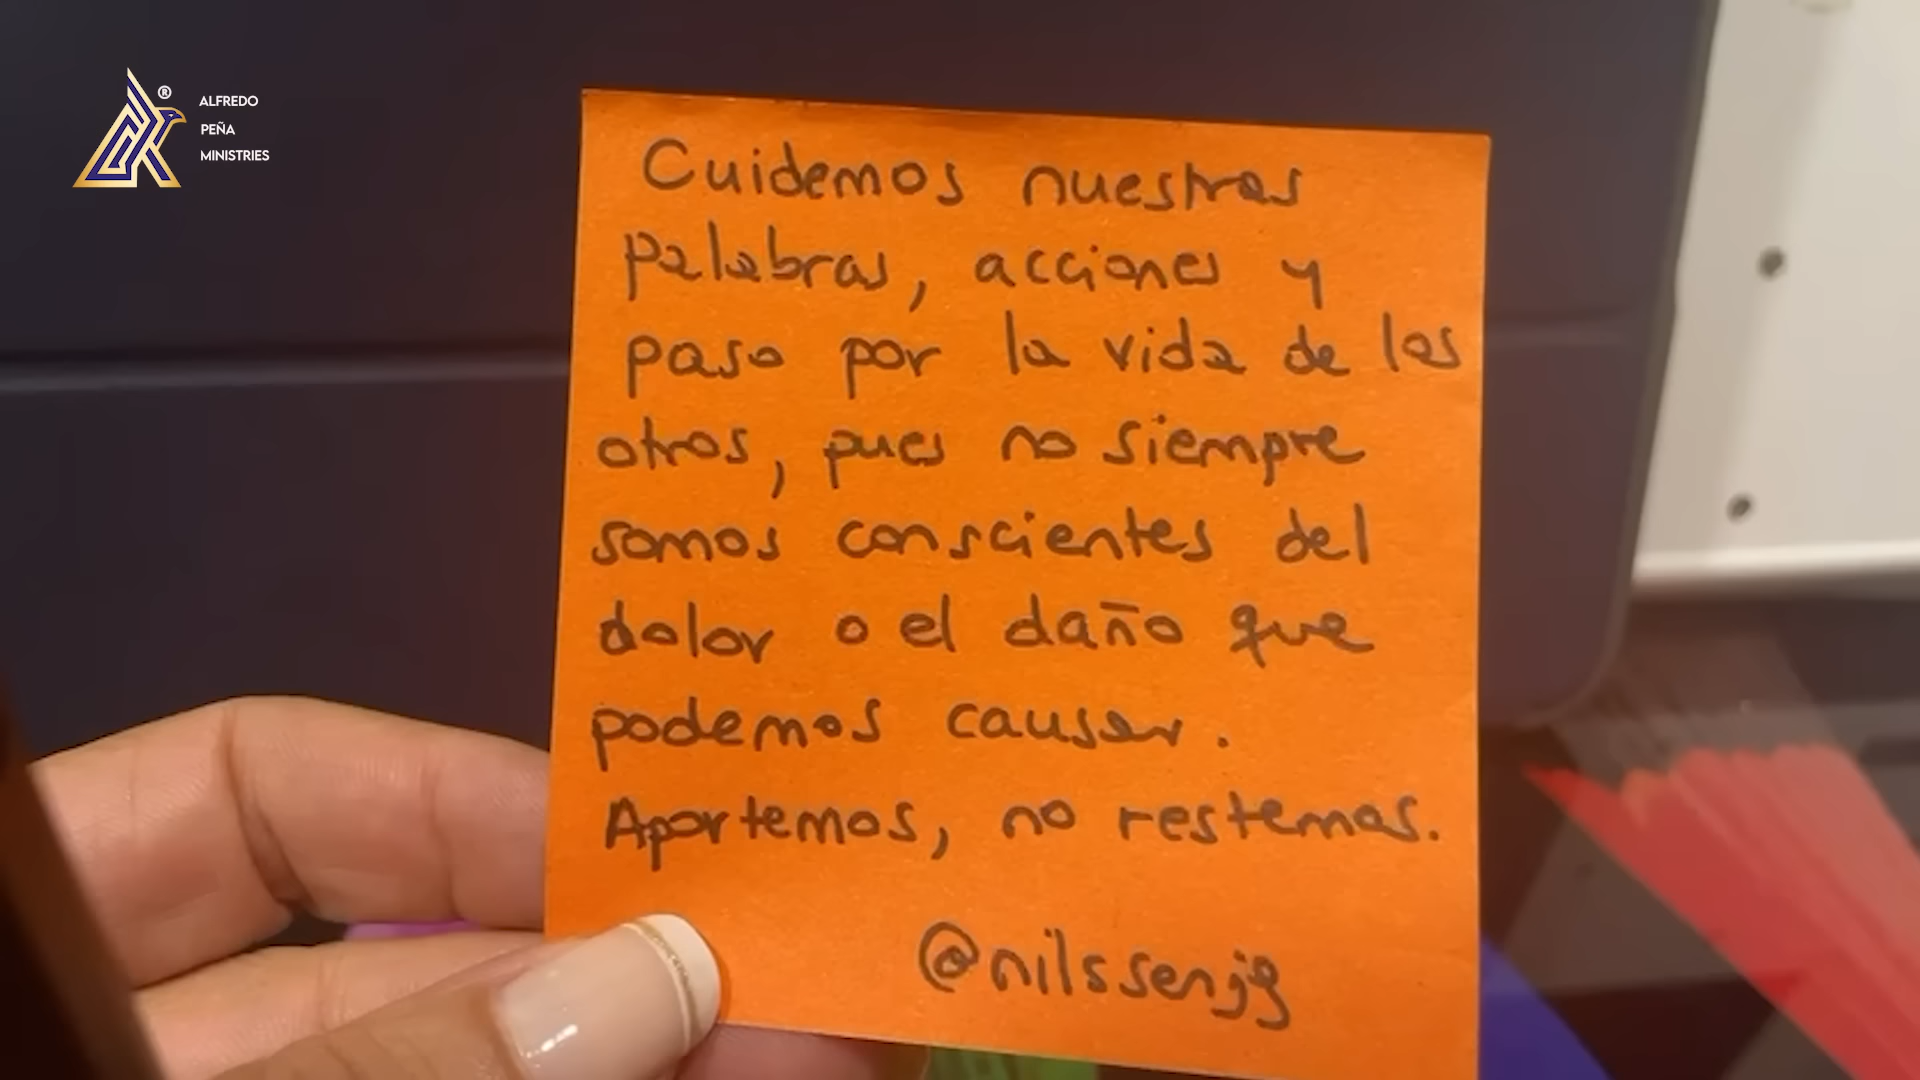 ®
ALFREDO
PEÑA
MINISTRIES
Cuidemos nuestras
palabras, acciones y
paso por la vida de los
otros, pues no siempre
somos conscientes del
dolor o el daño que
podemos causar.
Aportemos, no restemos.
@nilssenjg